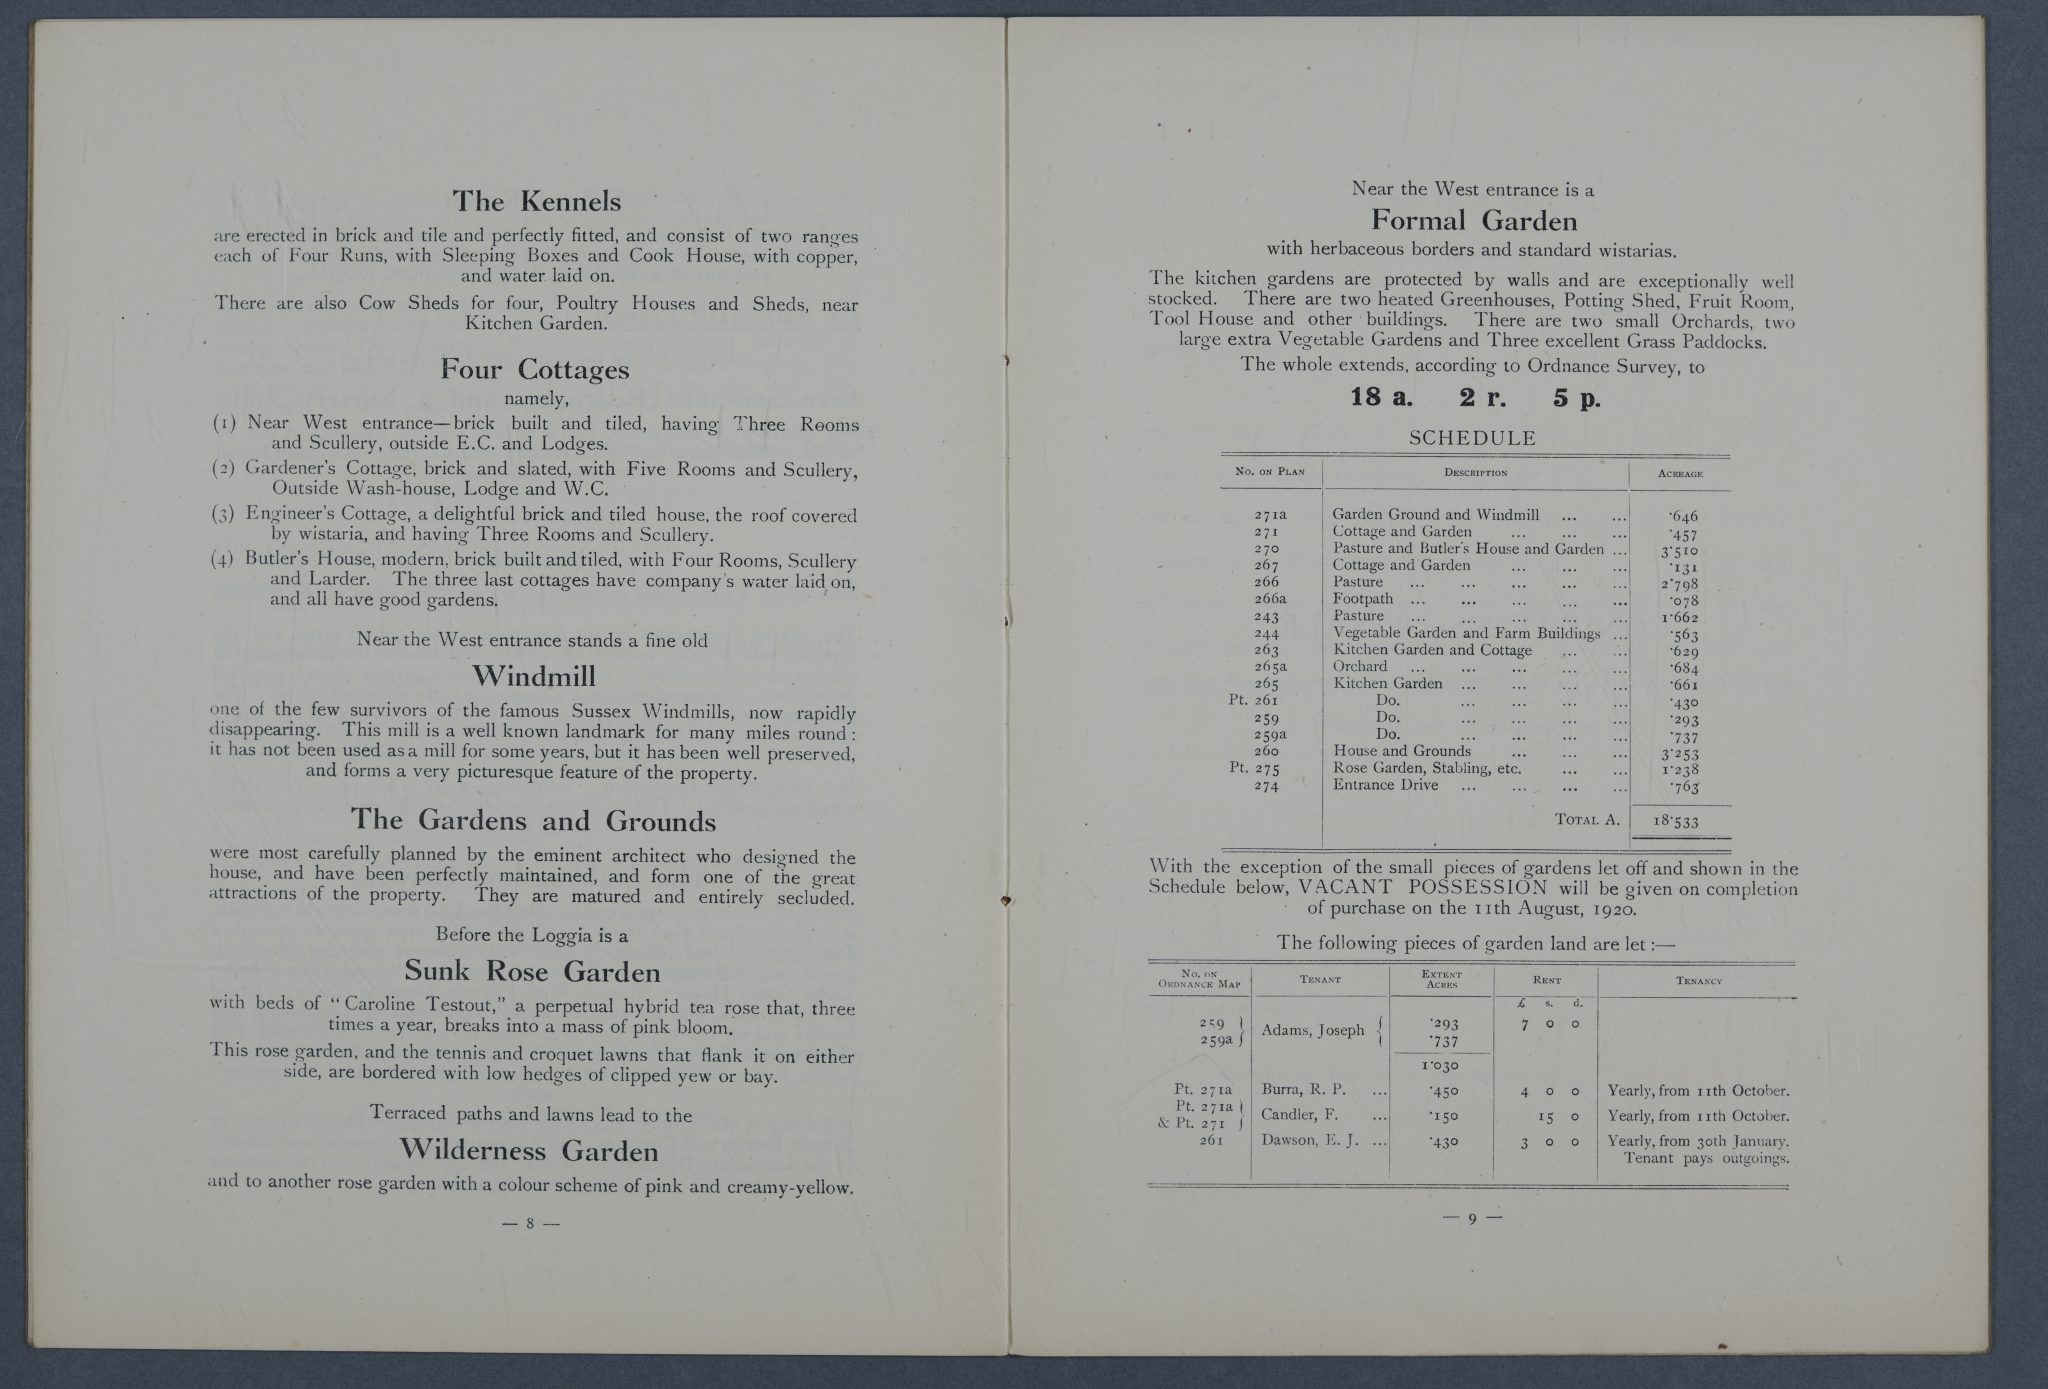 The Kennels
are erected in brick and tile and perfectly fitted, and consist of two ranges
each of Four Runs, with Sleeping Boxes and Cook House, with copper,
and water laid on.
There are also Cow Sheds for four, Poultry Houses and Sheds, near
Kitchen Garden.
Four Cottages
namely,
(1) Near West entrance—brick built and tiled, having Three Rooms
and Scullery, outside E.C. and Lodges.
(2) Gardener's Cottage, brick and slated, with Five Rooms and Scullery,
Outside Wash-house, Lodge and W.C.
(3) Engineer's Cottage, a delightful brick and tiled house, the roof covered
by wistaria, and having Three Rooms and Scullery.
(4) Butler's House, modern, brick built and tiled, with Four Rooms, Scullery
and Larder. The three last cottages have company's water laid on,
and all have good gardens.
Near the West entrance stands a fine old
Windmill
one of the few survivors of the famous Sussex Windmills, now rapidly
disappearing. This mill is a well known landmark for many miles round :
it has not been used as a mill for some years, but it has been well preserved,
and forms a very picturesque feature of the property.
The Gardens and Grounds
were most carefully planned by the eminent architect who designed the
house, and have been perfectly maintained, and form one of the great
attractions of the property. They are matured and entirely secluded.
Before the Loggia is a
Sunk Rose Garden
with beds of "Caroline Testout," a perpetual hybrid tea rose that, three
times a year, breaks into a mass of pink bloom.
This rose garden, and the tennis and croquet lawns that flank it on either
side, are bordered with low hedges of clipped yew or bay.
Terraced paths and lawns lead to the
Wilderness Garden
and to another rose garden with a colour scheme of pink and creamy-yellow.
— 8 —
Near the West entrance is a
Formal Garden
with herbaceous borders and standard wistarias.
The kitchen gardens are protected by walls and are exceptionally well
stocked. There are two heated Greenhouses, Potting Shed, Fruit Room,
Tool House and other buildings. There are two small Orchards, two
large extra Vegetable Gardens and Three excellent Grass Paddocks.
The whole extends, according to Ordnance Survey, to
18 a. 2 r. 5 p.
SCHEDULE
No. on Plan Description Acreage
271a Garden Ground and Windmill ... ... ·646
271 Cottage and Garden ... ... ... ·457
270 Pasture and Butler's House and Garden ... 3·510
267 Cottage and Garden ... ... ... ·131
266 Pasture ... ... ... ... ... 2·798
266a Footpath ... ... ... ... ... ·078
243 Pasture ... ... ... ... ... 1·662
244 Vegetable Garden and Farm Buildings ... ·563
263 Kitchen Garden and Cottage ... ... ·629
265a Orchard ... ... ... ... ... ·684
265 Kitchen Garden ... ... ... ... ·661
Pt. 261 Do. ... ... ... ... ·430
259 Do. ... ... ... ... ·293
259a Do. ... ... ... ... ·737
260 House and Grounds ... ... ... 3·253
Pt. 275 Rose Garden, Stabling, etc. ... ... 1·238
274 Entrance Drive ... ... ... ... ·763
Total A. 18·533
With the exception of the small pieces of gardens let off and shown in the
Schedule below, VACANT POSSESSION will be given on completion
of purchase on the 11th August, 1920.
The following pieces of garden land are let :—
No. on Ordnance Map Tenant Extent Acres Rent Tenancy
£ s. d.
259 } Adams, Joseph { ·293 7 0 0
259a } ·737
1·030
Pt. 271a Burra, R. P. ... ·450 4 0 0 Yearly, from 11th October.
Pt. 271a }
& Pt. 271 } Candler, F. ... ·150 15 0 Yearly, from 11th October.
261 Dawson, E. J. ... ·430 3 0 0 Yearly, from 30th January.
Tenant pays outgoings.
— 9 —